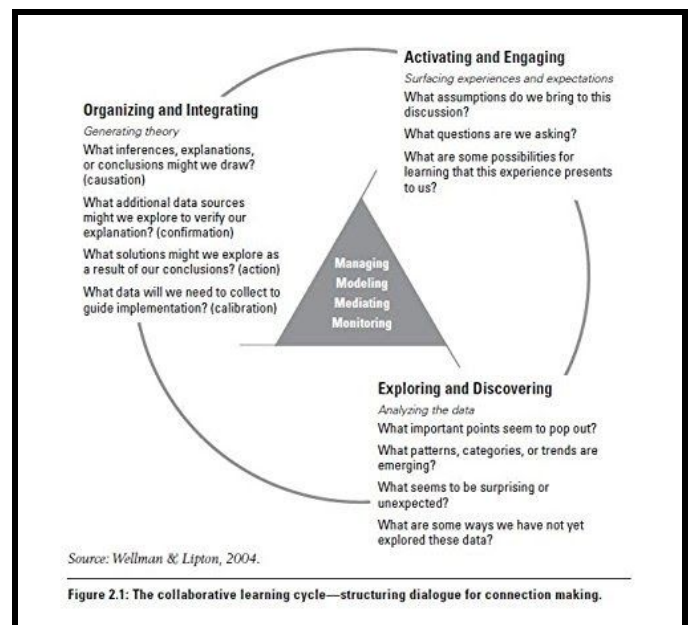 Activating and Engaging
Surfacing experiences and expectations
What assumptions do we bring to this
discussion?
What questions are we asking?
What are some possibilities for
learning that this experience presents
to us?
Organizing and Integrating
Generating theory
What inferences, explanations,
or conclusions might we draw?
(causation)
What additional data sources
might we explore to verify our
explanation? (confirmation)
What solutions might we explore as
a result of our conclusions? (action)
What data will we need to collect to
guide implementation? (calibration)
Managing
Modeling
Mediating
Monitoring
Exploring and Discovering
Analyzing the data
What important points seem to pop out?
What patterns, categories, or trends are
emerging?
What seems to be surprising or
unexpected?
What are some ways we have not yet
explored these data?
Source: Wellman & Lipton, 2004.
Figure 2.1: The collaborative learning cycle—structuring dialogue for connection making.